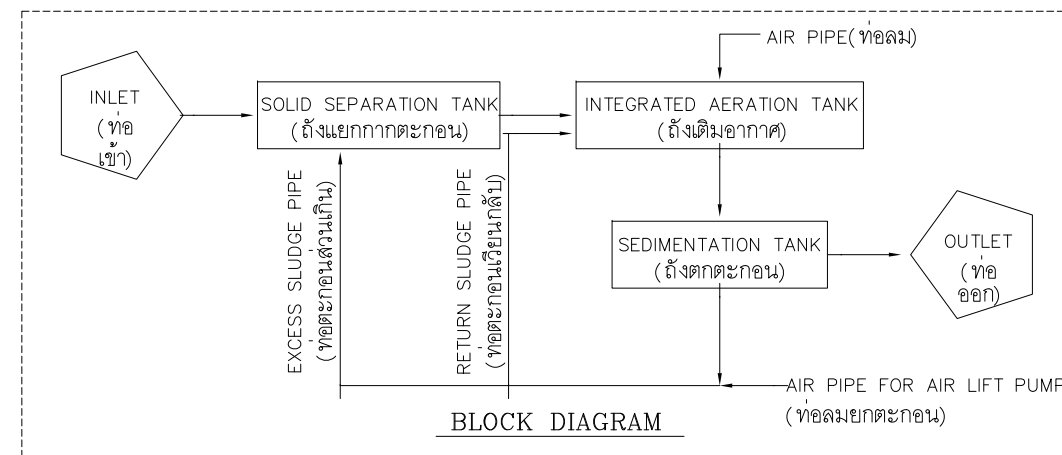 AIR PIPE(ท่อลม)
INLET
(ท่อ
เข้า)
SOLID SEPARATION TANK
(ถังแยกกากตะกอน)
INTEGRATED AERATION TANK
(ถังเติมอากาศ)
EXCESS SLUDGE PIPE
(ท่อตะกอนส่วนเกิน)
RETURN SLUDGE PIPE
(ท่อตะกอนเวียนกลับ)
SEDIMENTATION TANK
(ถังตกตะกอน)
OUTLET
(ท่อ
ออก)
AIR PIPE FOR AIR LIFT PUMP
(ท่อลมยกตะกอน)
BLOCK DIAGRAM